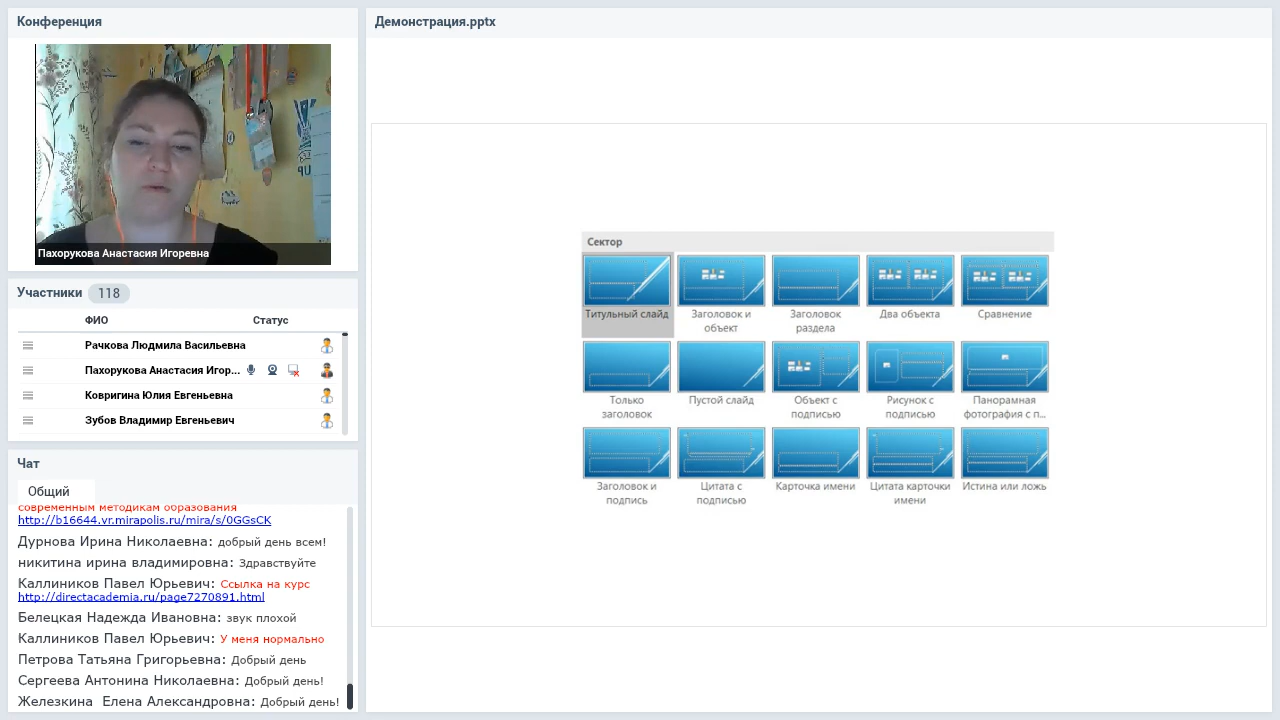 Конференция
Пахорукова Анастасия Игоревна
Участники 118
ФИО Статус
Рачкова Людмила Васильевна
Пахорукова Анастасия Игор...
Ковригина Юлия Евгеньевна
Зубов Владимир Евгеньевич
Чат
Общий
современным методикам образования
http://b16644.vr.mirapolis.ru/mira/s/0GGsCK
Дурнова Ирина Николаевна: добрый день всем!
никитина ирина владимировна: Здравствуйте
Каллиников Павел Юрьевич: Ссылка на курс
http://directacademia.ru/page7270891.html
Белецкая Надежда Ивановна: звук плохой
Каллиников Павел Юрьевич: У меня нормально
Петрова Татьяна Григорьевна: Добрый день
Сергеева Антонина Николаевна: Добрый день!
Железкина Елена Александровна: Добрый день!
Демонстрация.pptx
Сектор
Титульный слайд
Заголовок и
объект
Заголовок
раздела
Два объекта
Сравнение
Только
заголовок
Пустой слайд
Объект с
подписью
Рисунок с
подписью
Панорамная
фотография с п...
Заголовок и
подпись
Цитата с
подписью
Карточка имени
Цитата карточки
имени
Истина или ложь